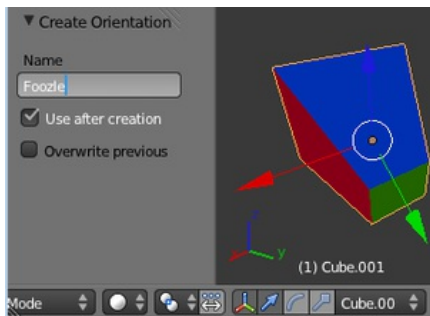 Create Orientation
Name
Foozle
Use after creation
Overwrite previous
z
y
(1) Cube.001
Mode
Cube.00